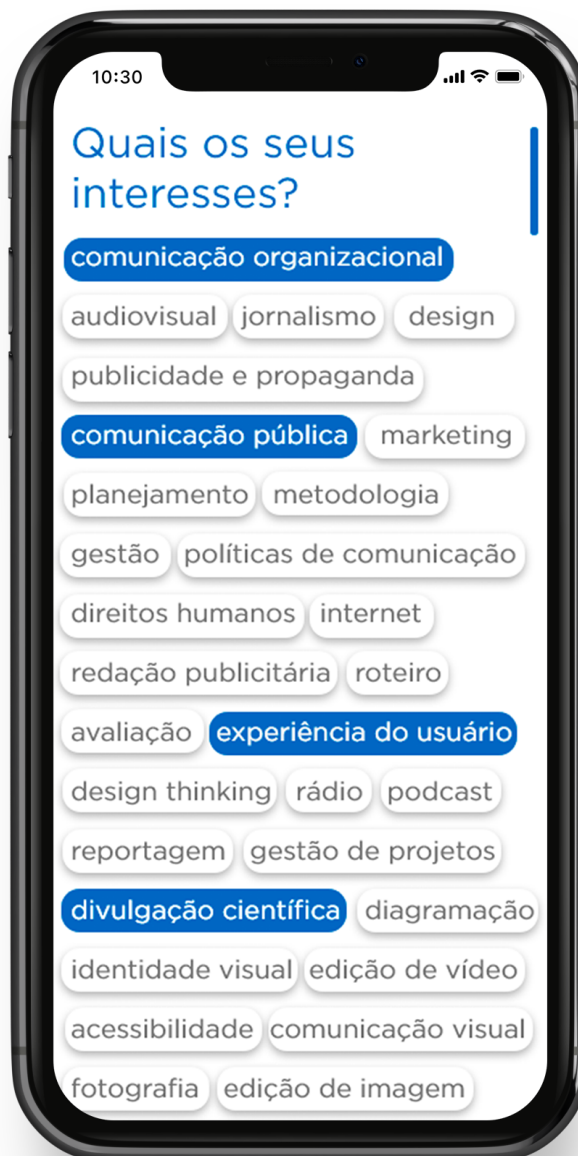 10:30
Quais os seus
interesses?
comunicação organizacional
audiovisual jornalismo design
publicidade e propaganda
comunicação pública marketing
planejamento metodologia
gestão políticas de comunicação
direitos humanos internet
redação publicitária roteiro
avaliação experiência do usuário
design thinking rádio podcast
reportagem gestão de projetos
divulgação científica diagramação
identidade visual edição de vídeo
acessibilidade comunicação visual
fotografia edição de imagem